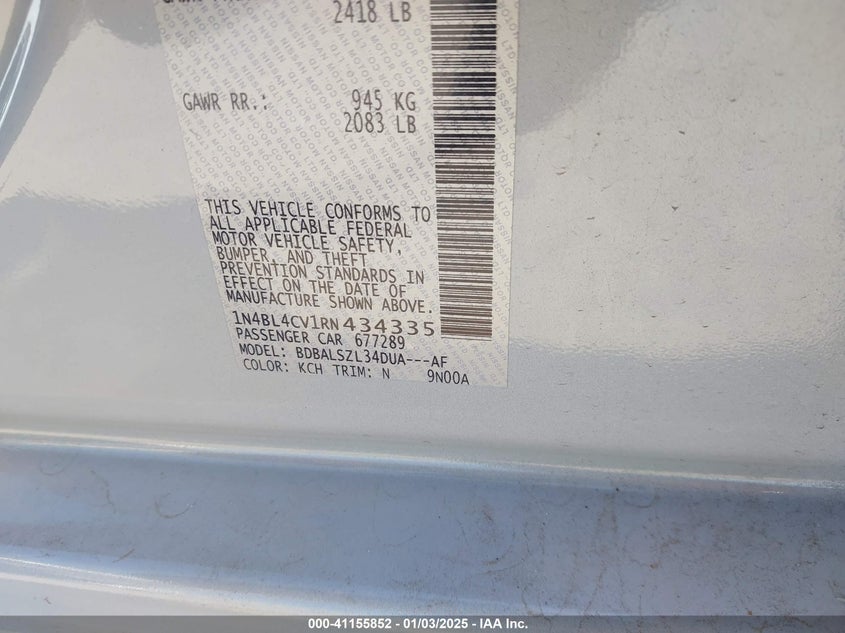 2418 LB
GAWR RR.: 945 KG
2083 LB
THIS VEHICLE CONFORMS TO
ALL APPLICABLE FEDERAL
MOTOR VEHICLE SAFETY,
BUMPER, AND THEFT
PREVENTION STANDARDS IN
EFFECT ON THE DATE OF
MANUFACTURE SHOWN ABOVE.
1N4BL4CV1RN434335
PASSENGER CAR 677289
MODEL: BDBALSZL34DUA---AF
COLOR: KCH TRIM: N 9N00A
000-41155852 | 01/03/2025 | IAA Inc.